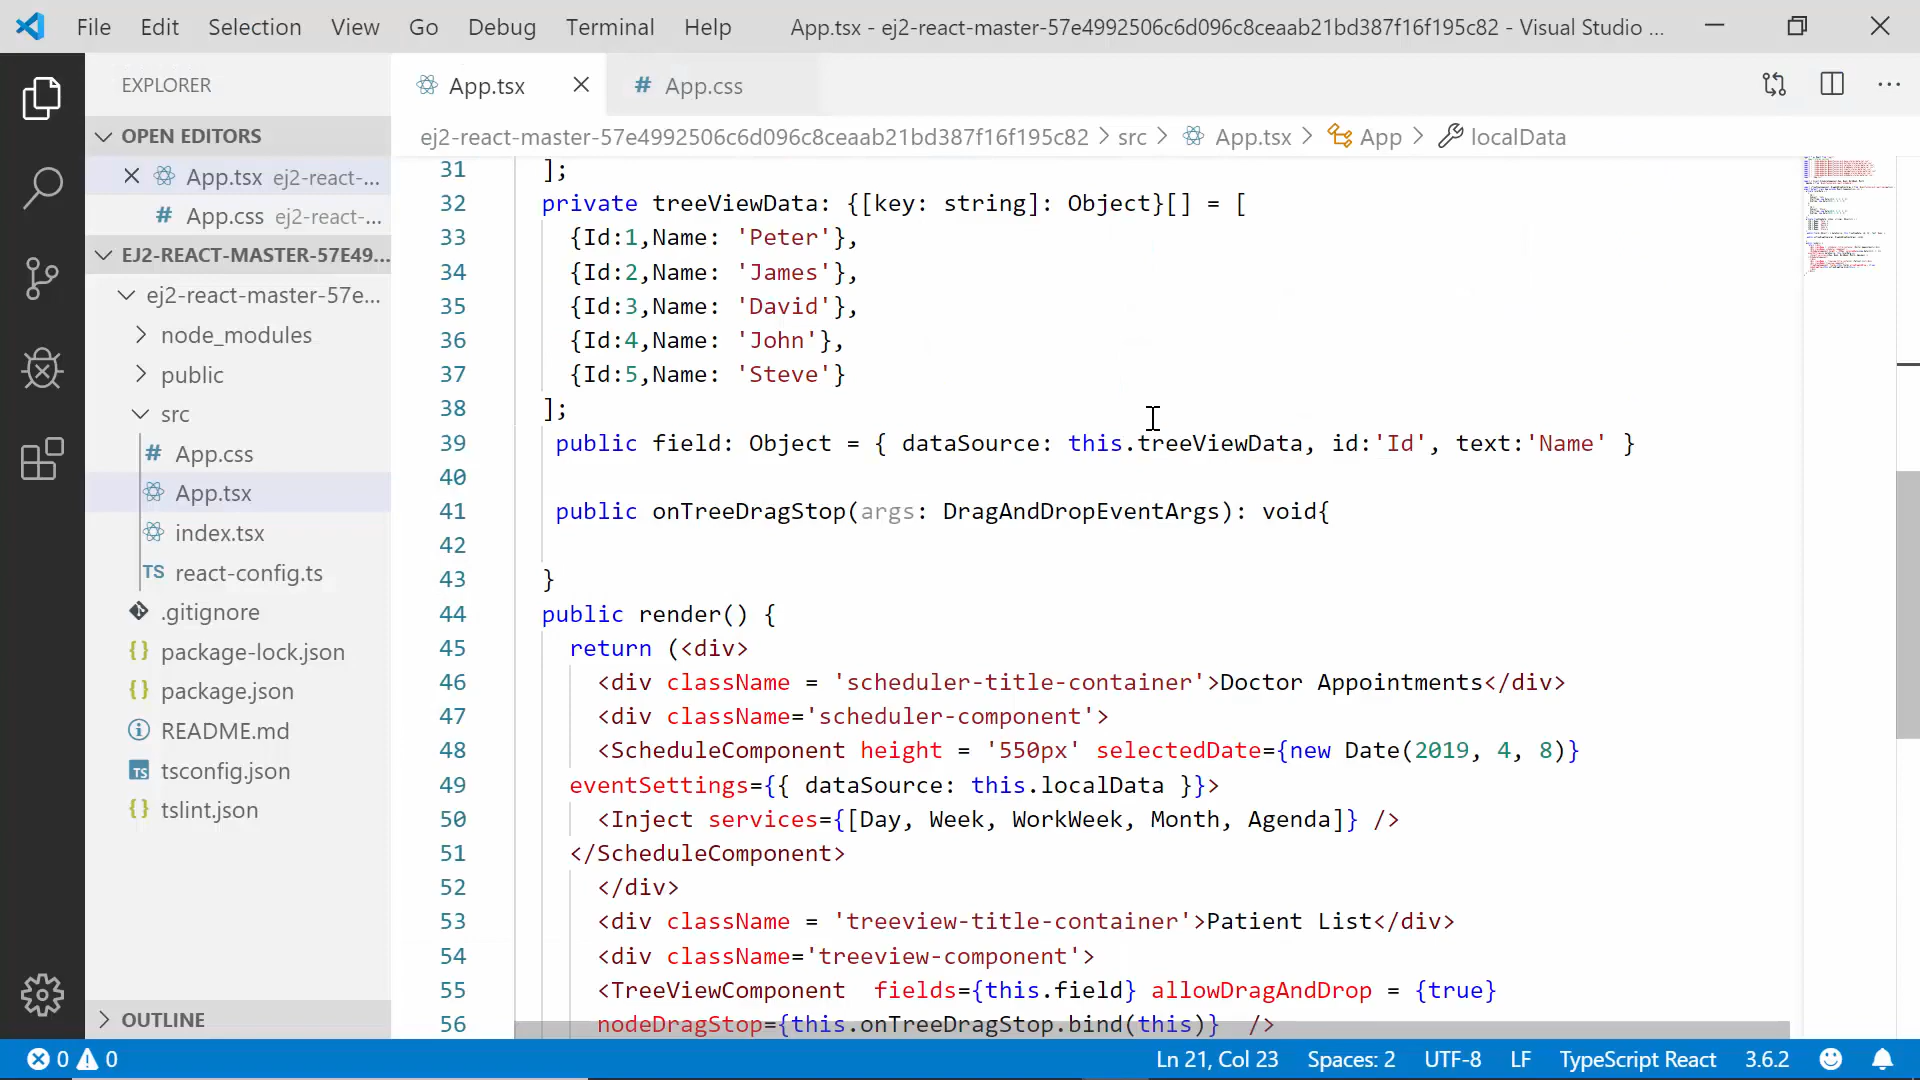 File Edit Selection View Go Debug Terminal Help App.tsx - ej2-react-master-57e4992506c6d096c8ceaab21bd387f16f195c82 - Visual Studio ...
EXPLORER
OPEN EDITORS
App.tsx ej2-react-...
# App.css ej2-react-...
EJ2-REACT-MASTER-57E49...
ej2-react-master-57e...
node_modules
public
src
# App.css
App.tsx
index.tsx
TS react-config.ts
.gitignore
{} package-lock.json
{} package.json
README.md
TS tsconfig.json
{} tslint.json
OUTLINE
App.tsx # App.css
ej2-react-master-57e4992506c6d096c8ceaab21bd387f16f195c82 > src > App.tsx > App > localData
31 ];
32 private treeViewData: {[key: string]: Object}[] = [
33 {Id:1,Name: 'Peter'},
34 {Id:2,Name: 'James'},
35 {Id:3,Name: 'David'},
36 {Id:4,Name: 'John'},
37 {Id:5,Name: 'Steve'}
38 ];
39 public field: Object = { dataSource: this.treeViewData, id:'Id', text:'Name' }
40
41 public onTreeDragStop(args: DragAndDropEventArgs): void{
42
43 }
44 public render() {
45 return (<div>
46 <div className = 'scheduler-title-container'>Doctor Appointments</div>
47 <div className='scheduler-component'>
48 <ScheduleComponent height = '550px' selectedDate={new Date(2019, 4, 8)}
49 eventSettings={{ dataSource: this.localData }}>
50 <Inject services={[Day, Week, WorkWeek, Month, Agenda]} />
51 </ScheduleComponent>
52 </div>
53 <div className = 'treeview-title-container'>Patient List</div>
54 <div className='treeview-component'>
55 <TreeViewComponent fields={this.field} allowDragAndDrop = {true}
56 nodeDragStop={this.onTreeDragStop.bind(this)} />
0 0 Ln 21, Col 23 Spaces: 2 UTF-8 LF TypeScript React 3.6.2